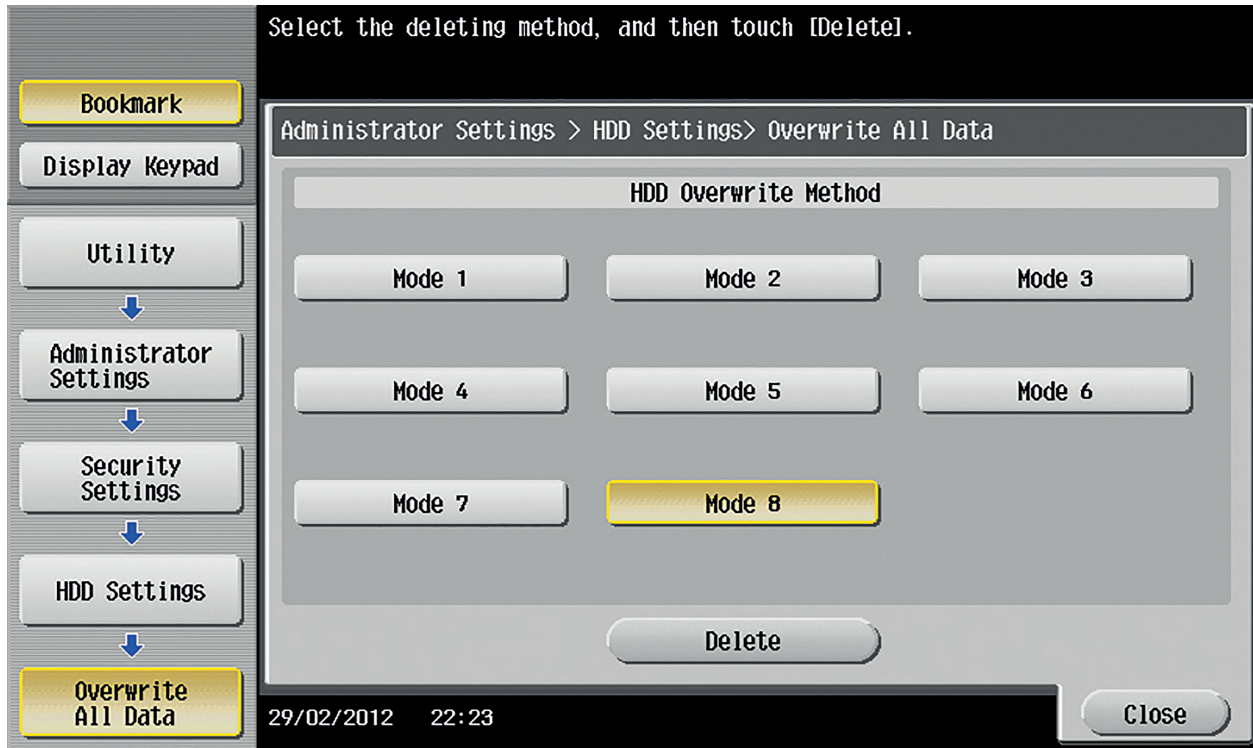 Select the deleting method, and then touch [Delete].
Bookmark
Display Keypad
Utility
Administrator
Settings
Security
Settings
HDD Settings
Overwrite
All Data
Administrator Settings > HDD Settings> Overwrite All Data
HDD Overwrite Method
Mode 1
Mode 2
Mode 3
Mode 4
Mode 5
Mode 6
Mode 7
Mode 8
Delete
29/02/2012 22:23
Close